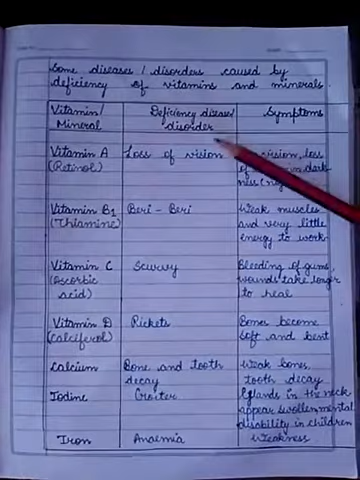 Some diseases / disorders caused by
deficiency of vitamins and minerals.
Vitamin/ Mineral Deficiency disease/ disorder Symptoms
Vitamin A (Retinol) Loss of vision vision, loss of in dark-ness
Vitamin B1 (Thiamine) Beri - Beri Weak muscles and very little energy to work
Vitamin C (Ascorbic acid) Scurvy Bleeding of gums, wounds take longer to heal
Vitamin D (Calciferol) Rickets Bones become soft and bent
Calcium Bone and tooth decay Weak bones, tooth decay
Iodine Goiter Glands in the neck appear swollen, mental disability in children
Iron Anaemia Weakness